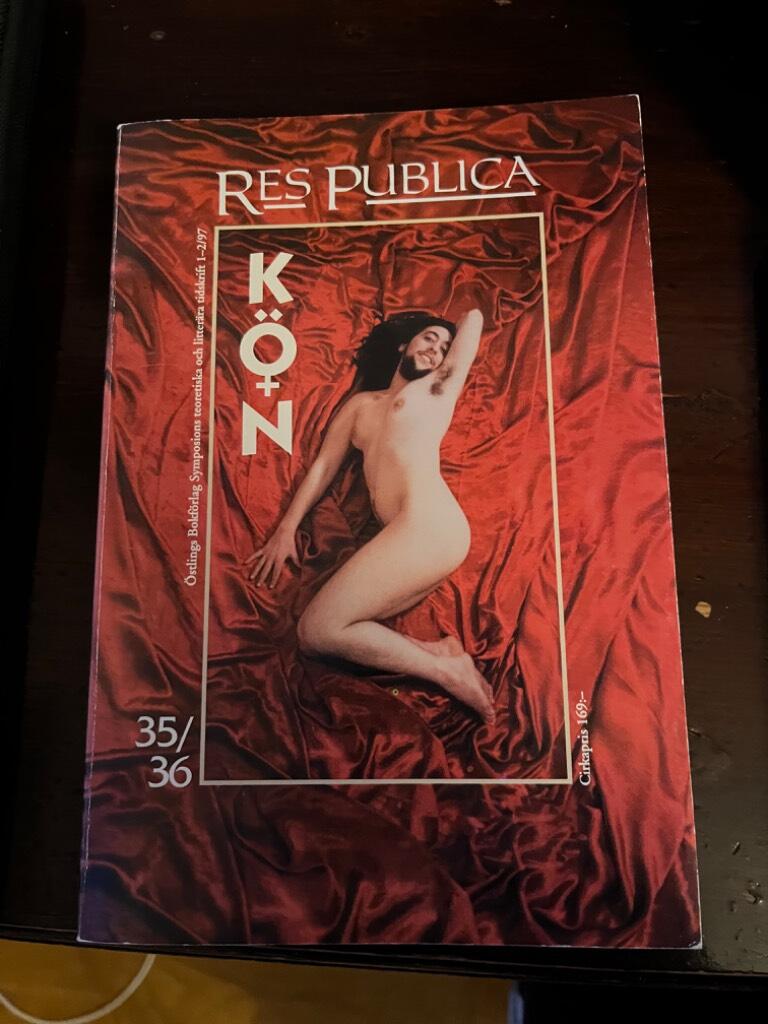 RES PUBLICA
KÖN
Östlings Bokförlag Symposions teoretiska och litterära tidskrift 1–2/97
35/
36
Cirkapris 169:–